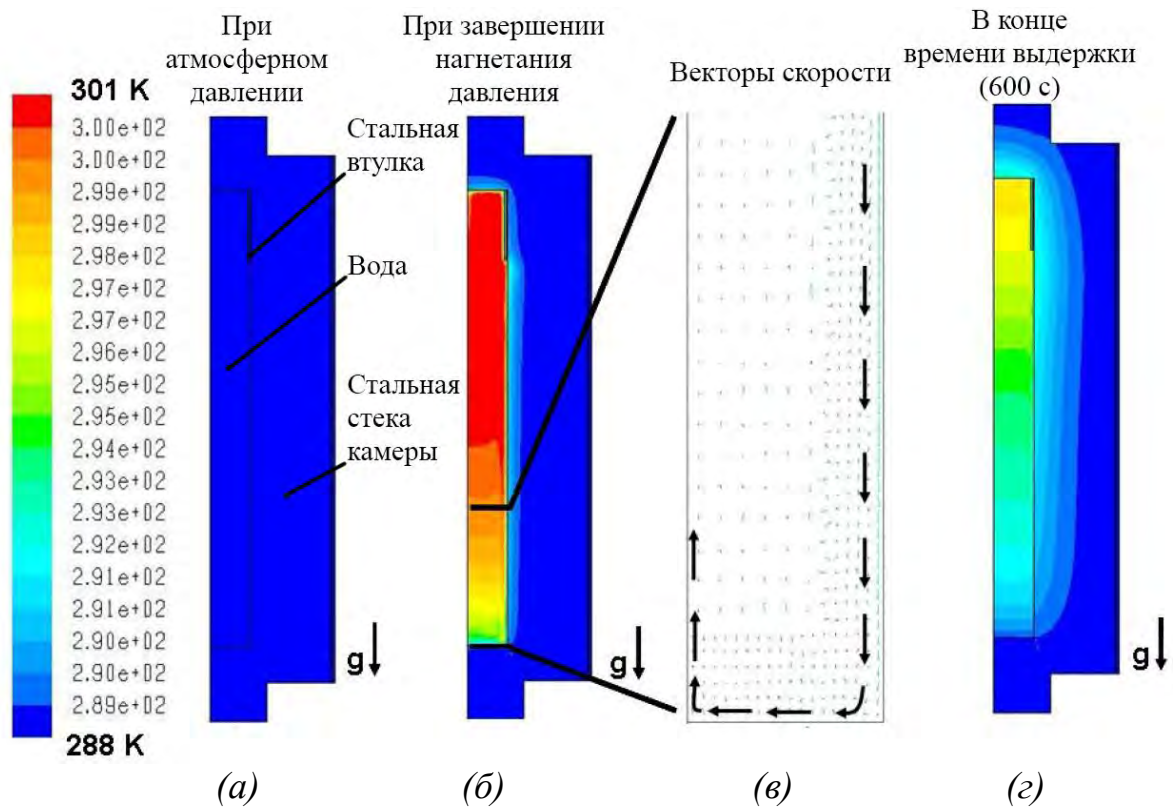 При
атмосферном
давлении
При завершении
нагнетания
давления
Векторы скорости
В конце
времени выдержки
(600 с)
301 K
3.00e+02
3.00e+02
2.99e+02
2.99e+02
2.98e+02
2.97e+02
2.97e+02
2.96e+02
2.95e+02
2.95e+02
2.94e+02
2.93e+02
2.93e+02
2.92e+02
2.91e+02
2.91e+02
2.90e+02
2.90e+02
2.89e+02
288 K
Стальная
втулка
Вода
Стальная
стека
камеры
g
g
g
(а)
(б)
(в)
(г)